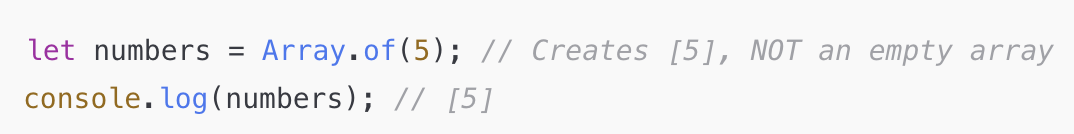 let numbers = Array.of(5); // Creates [5], NOT an empty array
console.log(numbers); // [5]